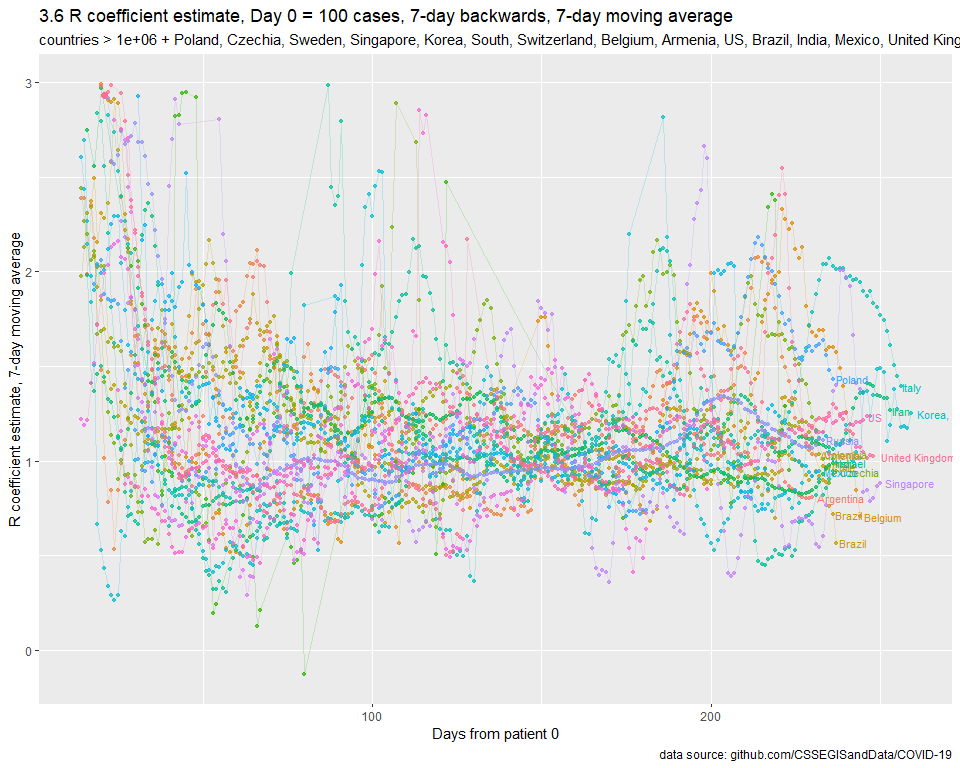 3.6 R coefficient estimate, Day 0 = 100 cases, 7-day backwards, 7-day moving average
countries > 1e+06 + Poland, Czechia, Sweden, Singapore, Korea, South, Switzerland, Belgium, Armenia, US, Brazil, India, Mexico, United King
R coefficient estimate, 7-day moving average
3
2
1
0
Poland
Italy
Iran
Korea,
US
Russia
United Kingdom
Czechia
Singapore
Argentina
Brazil
Belgium
Brazil
100
200
Days from patient 0
data source: github.com/CSSEGISandData/COVID-19